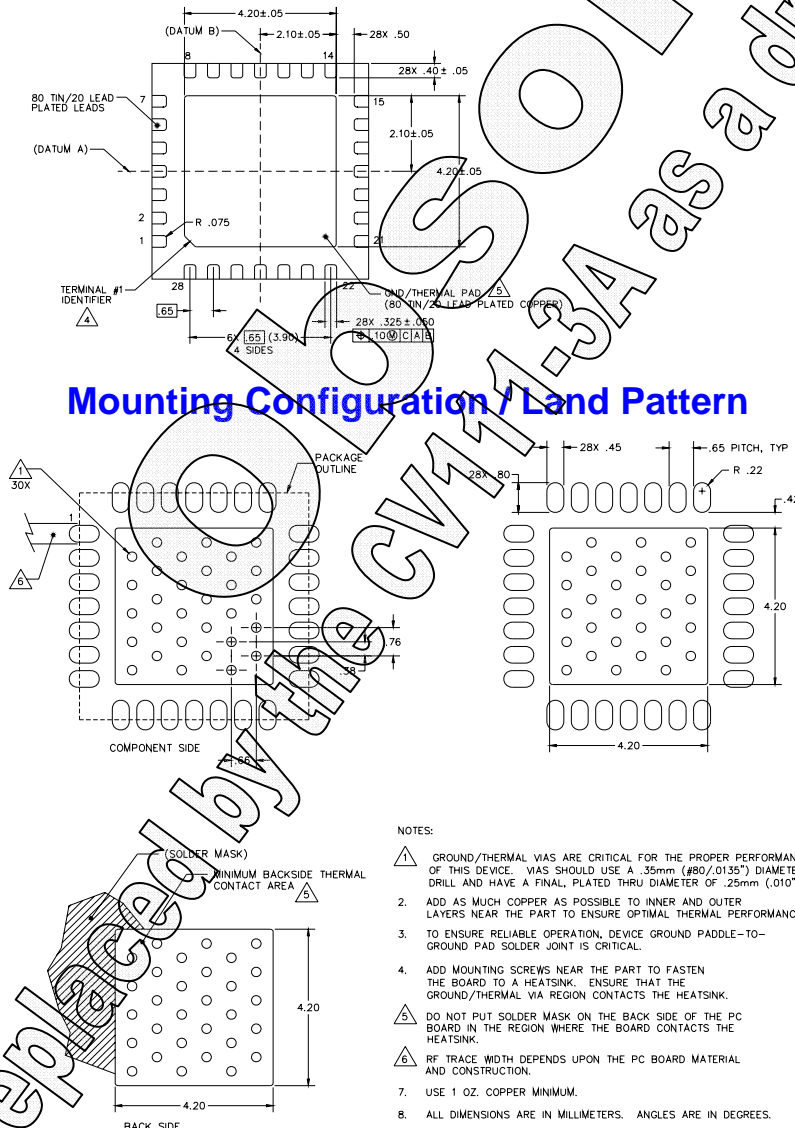 4.20±.05
(DATUM B)
2.10±.05
28X .50
8
14
28X .40± .05
80 TIN/20 LEAD
PLATED LEADS
7
15
2.10±.05
(DATUM A)
4.20±.05
2
R .075
1
21
TERMINAL #1
IDENTIFIER
4
28
22
GND/THERMAL PAD 5
(80 TIN/20 LEAD PLATED COPPER)
.65
28X .325±.050
.10 M C A B
6X .65 (3.90)
4 SIDES
Mounting Configuration / Land Pattern
1
30X
PACKAGE
OUTLINE
28X .45
.65 PITCH, TYP
28X .80
R .22
1
6
4.20
.76
.38
COMPONENT SIDE
.66
4.20
(SOLDER MASK)
MINIMUM BACKSIDE THERMAL
CONTACT AREA 5
4.20
4.20
BACK SIDE
NOTES:
1 GROUND/THERMAL VIAS ARE CRITICAL FOR THE PROPER
OF THIS DEVICE. VIAS SHOULD USE A .35mm (#80/.0135")
DRILL AND HAVE A FINAL, PLATED THRU DIAMETER OF .25mm (.010"
2. ADD AS MUCH COPPER AS POSSIBLE TO INNER AND OUTER
LAYERS NEAR THE PART TO ENSURE OPTIMAL THERMAL
3. TO ENSURE RELIABLE OPERATION, DEVICE GROUND PADDLE-TO-
GROUND PAD SOLDER JOINT IS CRITICAL.
4. ADD MOUNTING SCREWS NEAR THE PART TO FASTEN
THE BOARD TO A HEATSINK. ENSURE THAT THE
GROUND/THERMAL VIA REGION CONTACTS THE HEATSINK.
5 DO NOT PUT SOLDER MASK ON THE BACK SIDE OF THE PC
BOARD IN THE REGION WHERE THE BOARD CONTACTS THE
HEATSINK.
6 RF TRACE WIDTH DEPENDS UPON THE PC BOARD MATERIAL
AND CONSTRUCTION.
7. USE 1 OZ. COPPER MINIMUM.
8. ALL DIMENSIONS ARE IN MILLIMETERS. ANGLES ARE IN DEGREES.
eplaced by the CV111-3A as a d